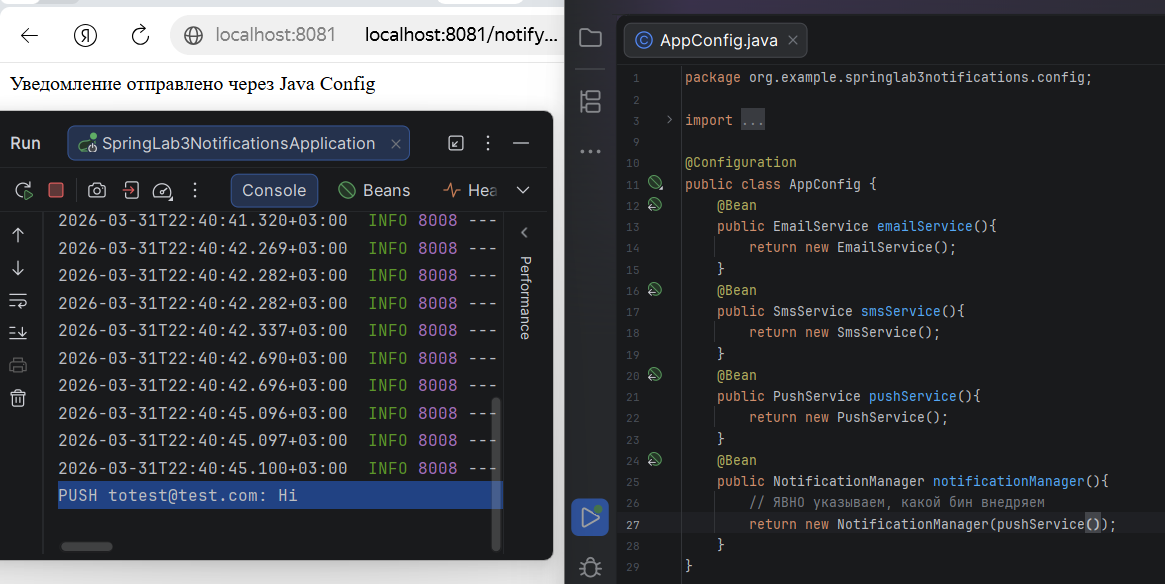 localhost:8081 localhost:8081/notify...
Уведомление отправлено через Java Config
Run SpringLab3NotificationsApplication
Console Beans Hea
2026-03-31T22:40:41.320+03:00 INFO 8008 ---
2026-03-31T22:40:42.269+03:00 INFO 8008 ---
2026-03-31T22:40:42.282+03:00 INFO 8008 ---
2026-03-31T22:40:42.282+03:00 INFO 8008 ---
2026-03-31T22:40:42.337+03:00 INFO 8008 ---
2026-03-31T22:40:42.690+03:00 INFO 8008 ---
2026-03-31T22:40:42.696+03:00 INFO 8008 ---
2026-03-31T22:40:45.096+03:00 INFO 8008 ---
2026-03-31T22:40:45.097+03:00 INFO 8008 ---
2026-03-31T22:40:45.100+03:00 INFO 8008 ---
PUSH totest@test.com: Hi
Performance
AppConfig.java
1 package org.example.springlab3notifications.config;
2
3 import ...
9
10 @Configuration
11 public class AppConfig {
12 @Bean
13 public EmailService emailService(){
14 return new EmailService();
15 }
16 @Bean
17 public SmsService smsService(){
18 return new SmsService();
19 }
20 @Bean
21 public PushService pushService(){
22 return new PushService();
23 }
24 @Bean
25 public NotificationManager notificationManager(){
26 // ЯВНО указываем, какой бин внедряем
27 return new NotificationManager(pushService());
28 }
29 }